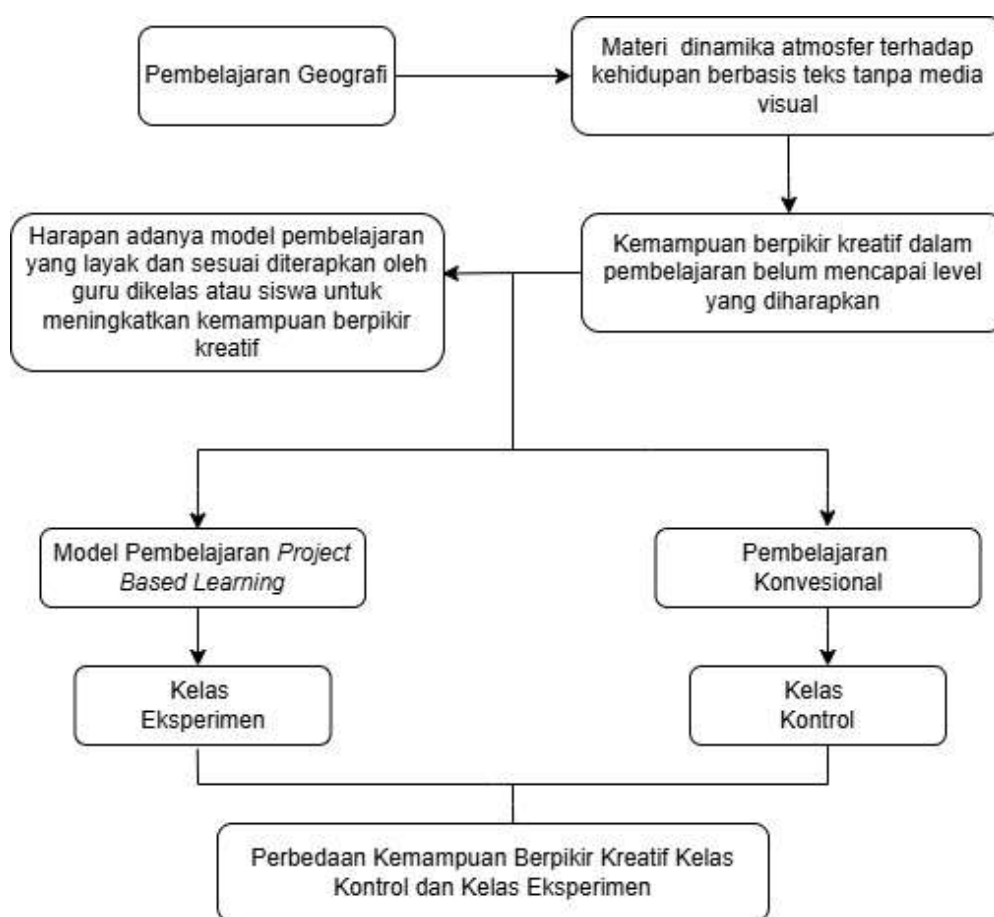 Pembelajaran Geografi
Materi dinamika atmosfer terhadap
kehidupan berbasis teks tanpa media
visual
Harapan adanya model pembelajaran
yang layak dan sesuai diterapkan oleh
guru dikelas atau siswa untuk
meningkatkan kemampuan berpikir
kreatif
Kemampuan berpikir kreatif dalam
pembelajaran belum mencapai level
yang diharapkan
Model Pembelajaran Project
Based Learning
Pembelajaran
Konvesional
Kelas
Eksperimen
Kelas
Kontrol
Perbedaan Kemampuan Berpikir Kreatif Kelas
Kontrol dan Kelas Eksperimen